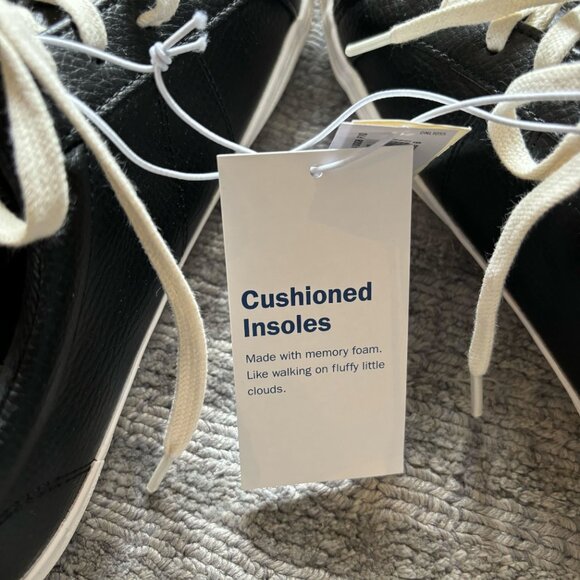 Cushioned
Insoles
Made with memory foam.
Like walking on fluffy little
clouds.